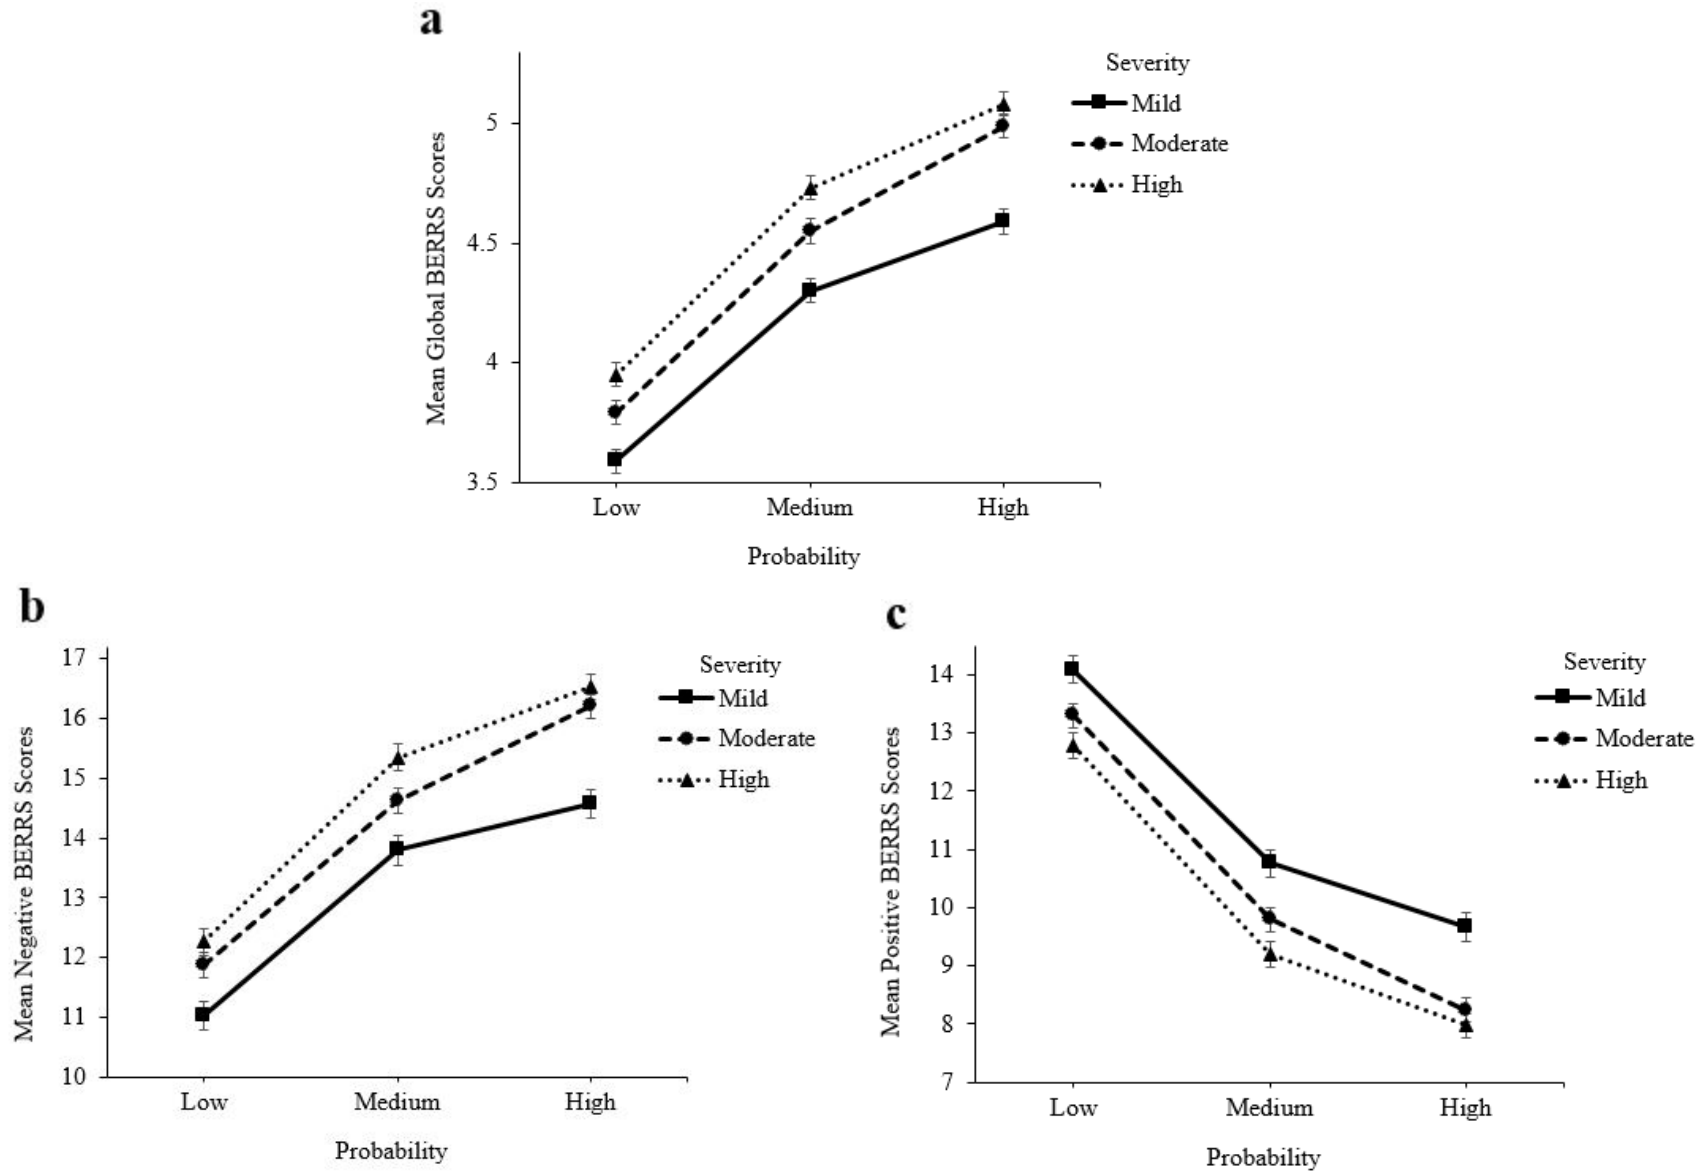 a
Mean Global BERRS Scores
5
4.5
4
3.5
Low Medium High
Probability
Severity
Mild
Moderate
High
b
Mean Negative BERRS Scores
17
16
15
14
13
12
11
10
Low Medium High
Probability
Severity
Mild
Moderate
High
c
Mean Positive BERRS Scores
14
13
12
11
10
9
8
7
Low Medium High
Probability
Severity
Mild
Moderate
High